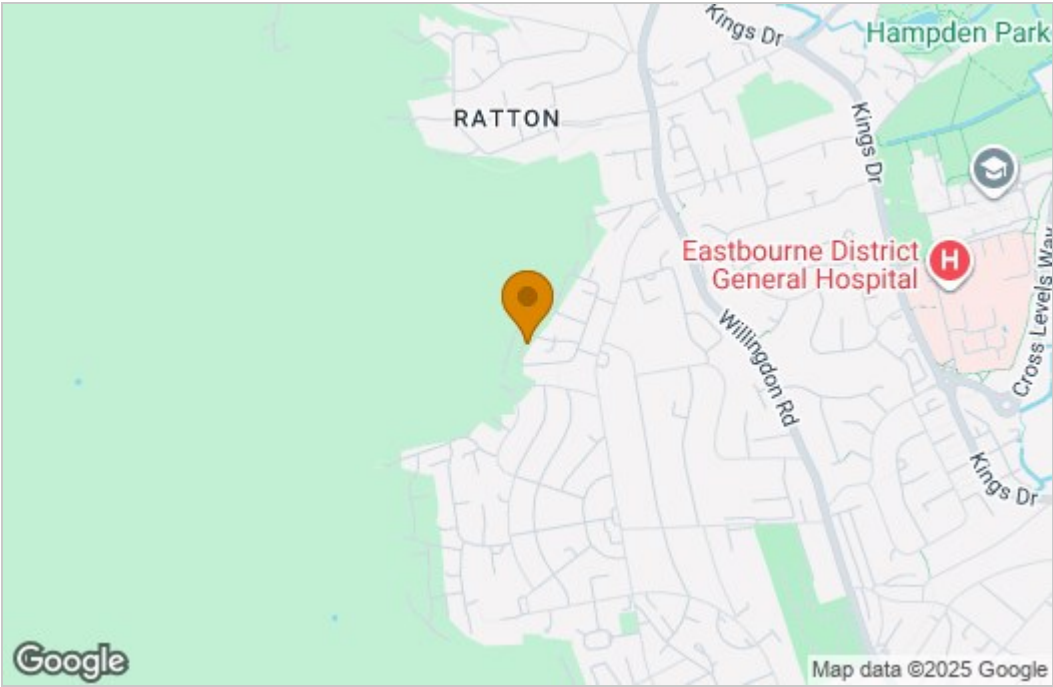 Kings Dr
Hampden Park
RATTON
Kings Dr
Eastbourne District
General Hospital
H
Willingdon Rd
Cross Levels Way
Kings Dr
Google
Map data ©2025 Google